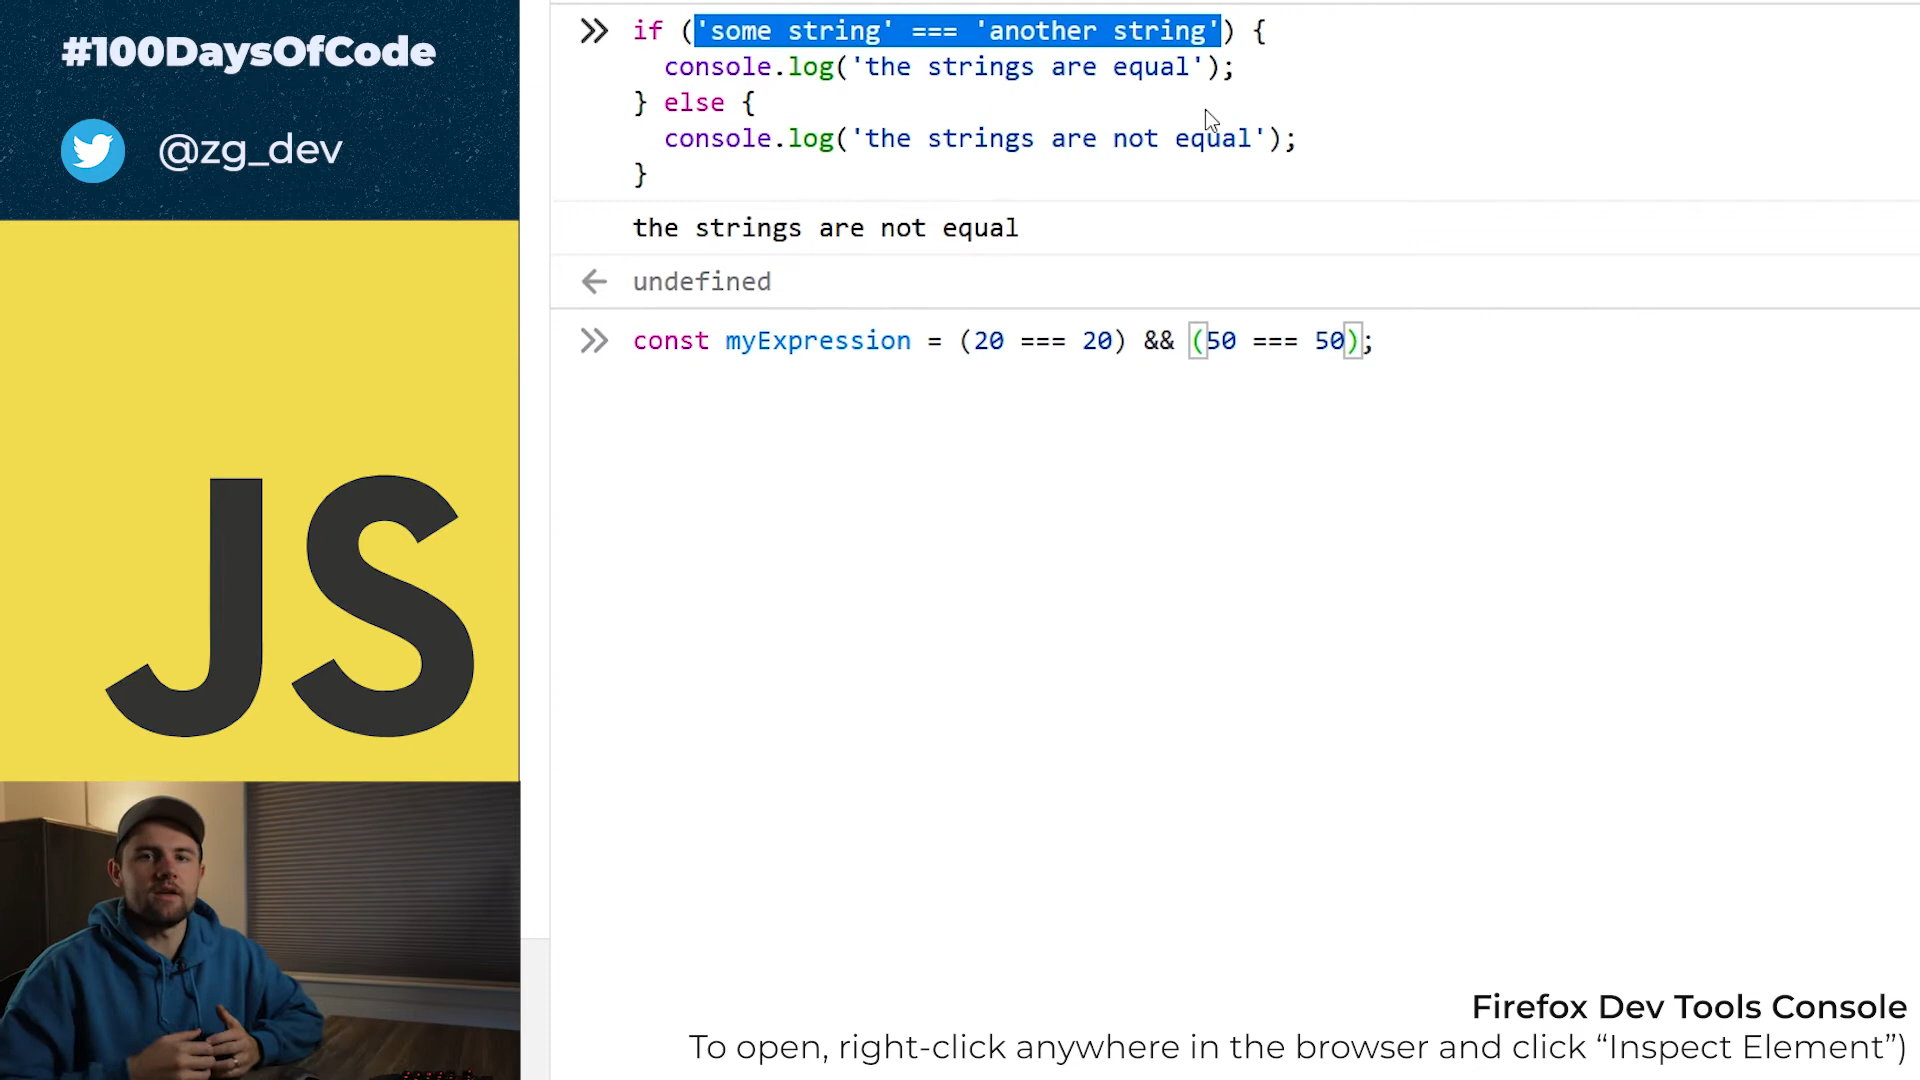 #100DaysOfCode
@zg_dev
JS
if ('some string' === 'another string') {
console.log('the strings are equal');
} else {
console.log('the strings are not equal');
}
the strings are not equal
undefined
const myExpression = (20 === 20) && (50 === 50);
Firefox Dev Tools Console
To open, right-click anywhere in the browser and click “Inspect Element”)